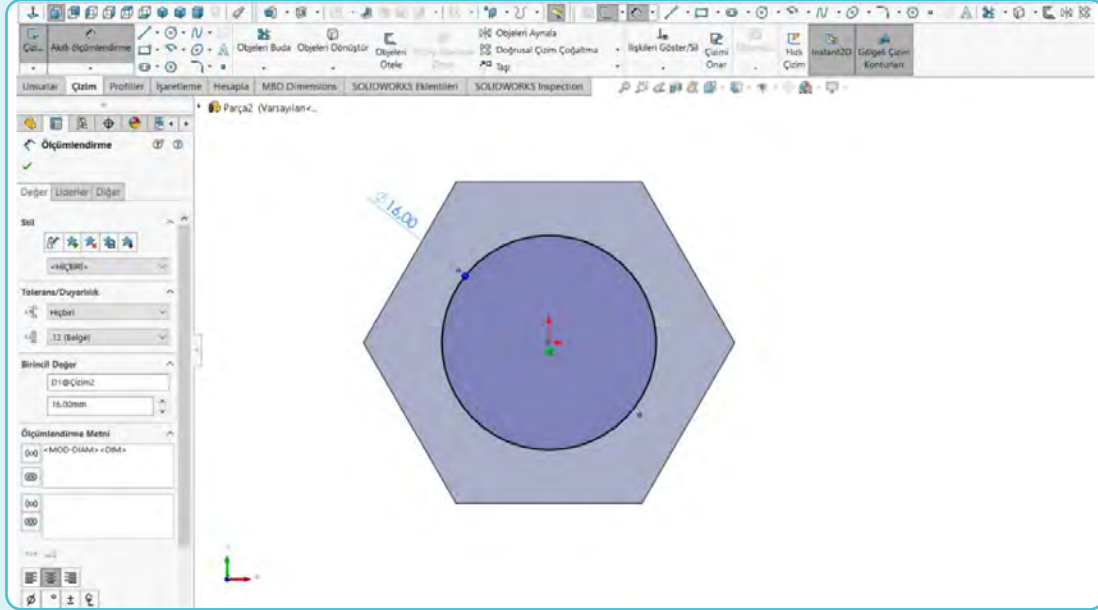 Objeleri Aynala
Çizi... Akıllı Ölçümlendirme Objeleri Buda Objeleri Dönüştür Objeleri Ötele Doğrusal Çizim Çoğaltma İlişkileri Göster/Sil Çizimi Onar Hızlı Çizim Instant2D Gölgeli Çizim Konturları
Taşı
Unsurlar Çizim Profiller İşaretleme Hesapla MBD Dimensions SOLIDWORKS Eklentileri SOLIDWORKS Inspection
Parça2 (Varsayılan<...
Ölçümlendirme
Değer Liderler Diğer
Stil
<HİÇBİRİ>
Tolerans/Duyarlılık
Hiçbiri
.12 (Belge)
Birincil Değer
D1@Çizim2
16.00mm
Ölçümlendirme Metni
<MOD-DIAM><DIM>
∅16,00